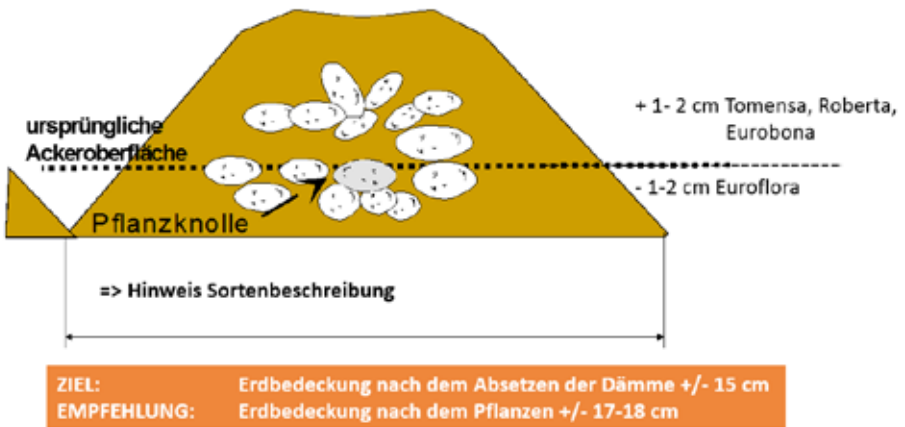 + 1- 2 cm Tomensa, Roberta,
Eurobona
ursprüngliche
Ackeroberfläche
- 1-2 cm Euroflora
Pflanzknolle
=> Hinweis Sortenbeschreibung
ZIEL: Erdbedeckung nach dem Absetzen der Dämme +/- 15 cm
EMPFEHLUNG: Erdbedeckung nach dem Pflanzen +/- 17-18 cm